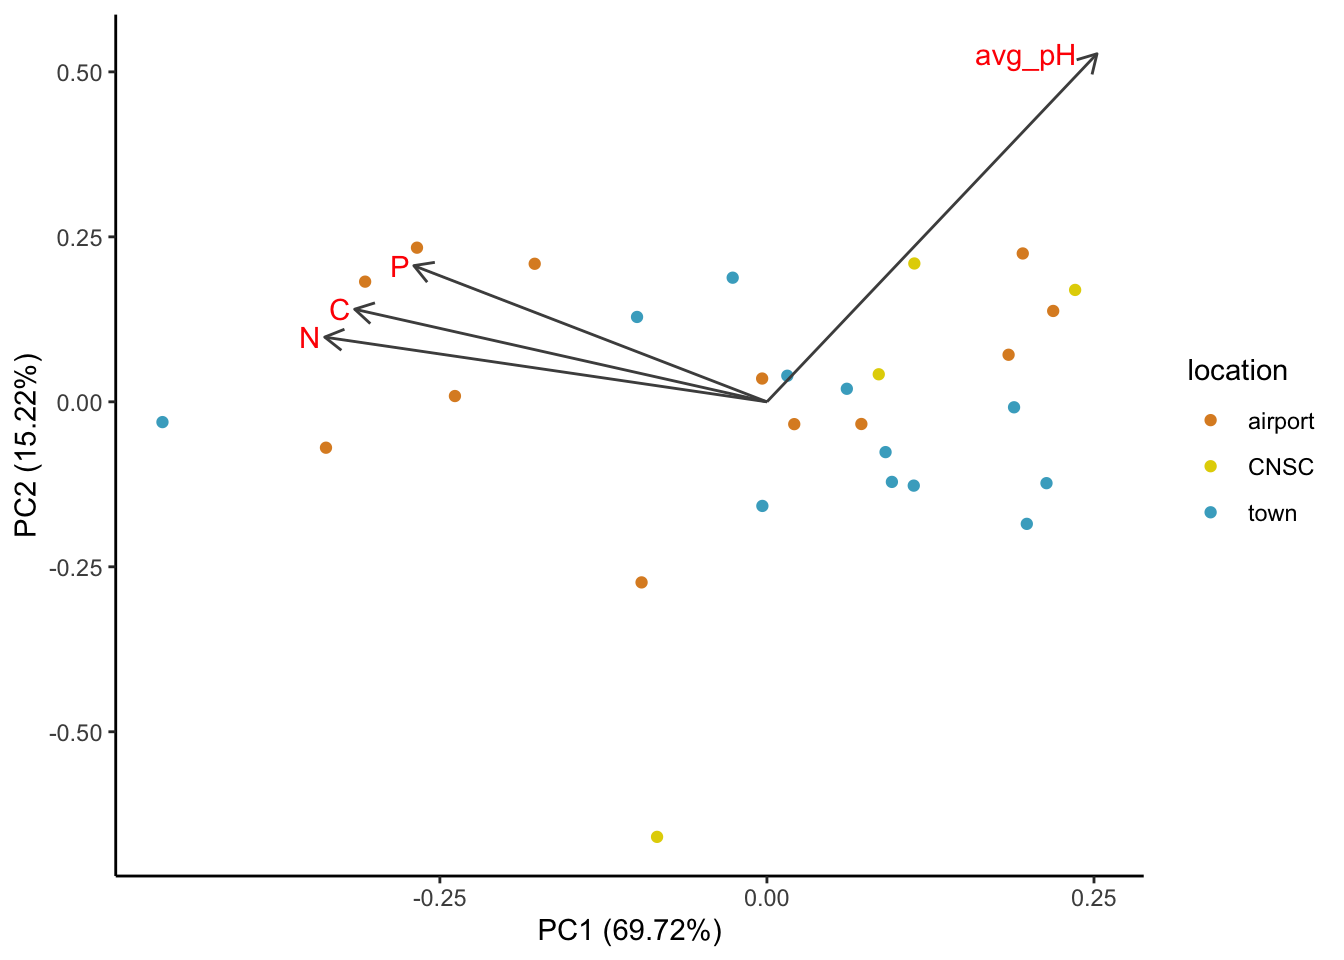 avg_pH
0.50
0.25
P
C
N
0.00
-0.25
-0.50
PC2 (15.22%)
-0.25
0.00
0.25
PC1 (69.72%)
location
airport
CNSC
town